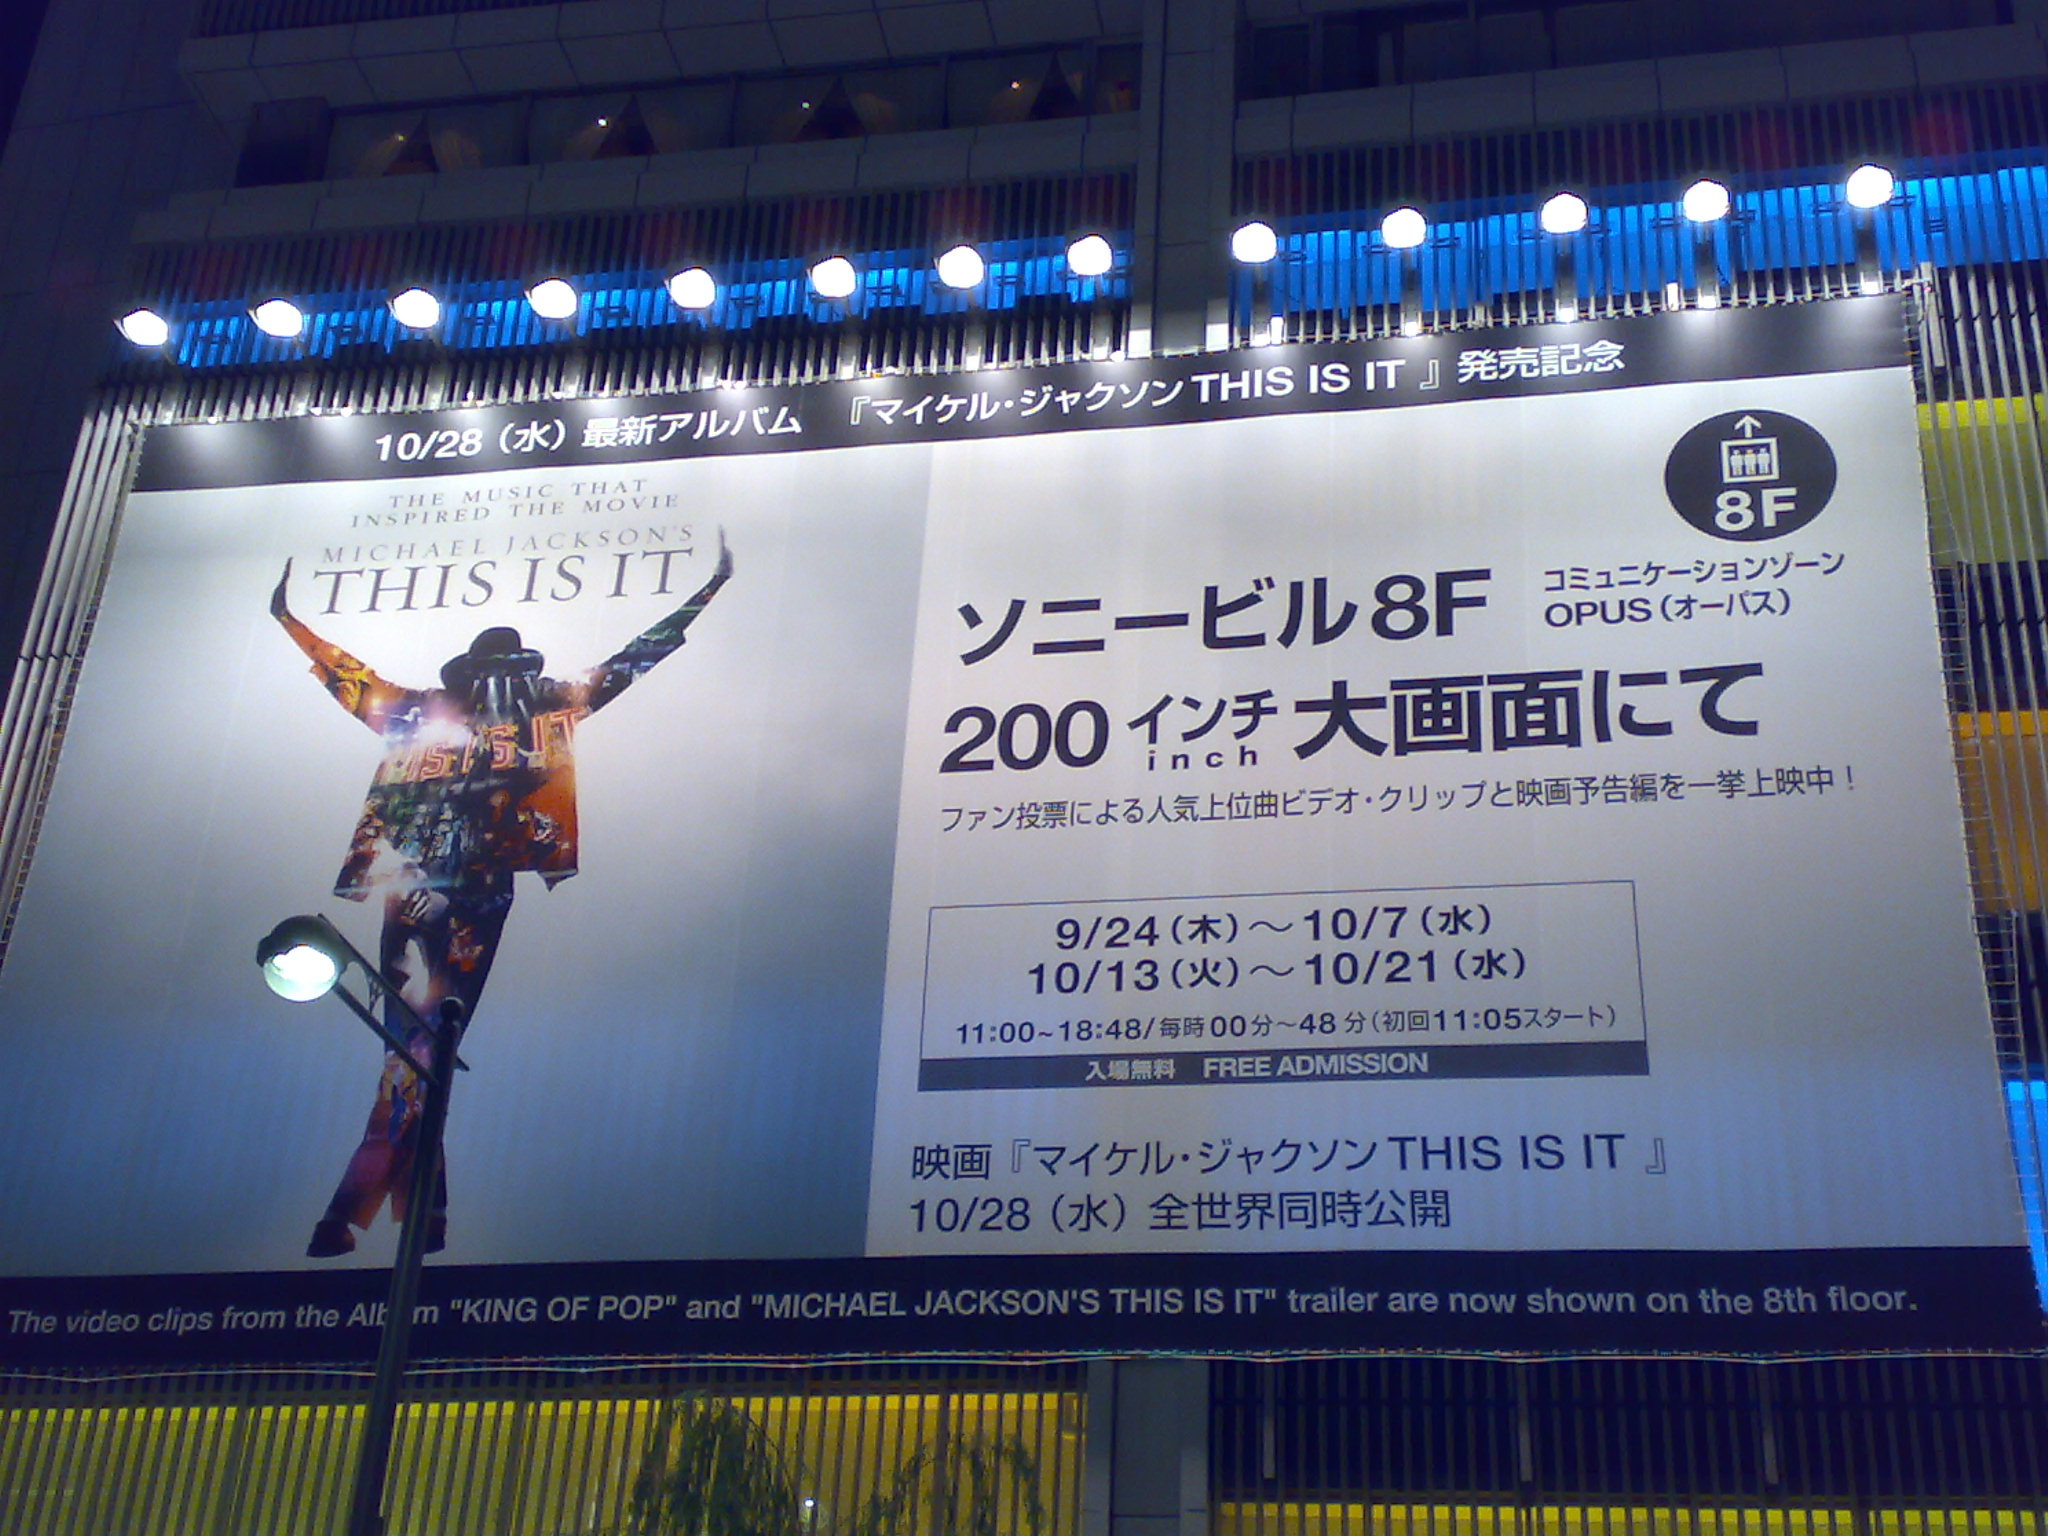 10/28（水）最新アルバム 『マイケル・ジャクソン THIS IS IT 』発売記念
THE MUSIC THAT
INSPIRED THE MOVIE
MICHAEL JACKSON'S
THIS IS IT
THIS IS IT
8F
ソニービル8F
コミュニケーションゾーン
OPUS（オーパス）
200インチ大画面にて
inch
ファン投票による人気上位曲ビデオ・クリップと映画予告編を一挙上映中！
9/24（木）～10/7（水）
10/13（火）～10/21（水）
11:00~18:48/毎時00分～48分（初回11:05スタート）
入場無料 FREE ADMISSION
映画『マイケル・ジャクソン THIS IS IT 』
10/28（水）全世界同時公開
The video clips from the Album "KING OF POP" and "MICHAEL JACKSON'S THIS IS IT" trailer are now shown on the 8th floor.